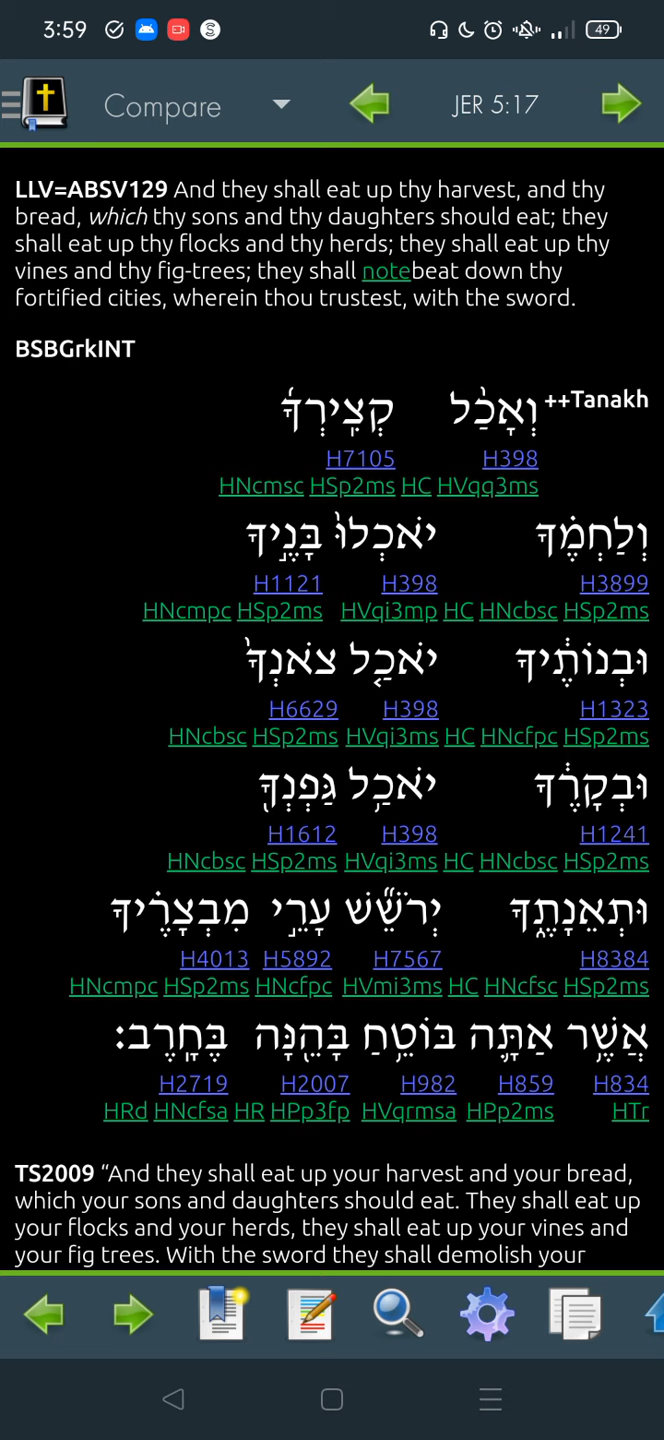 3:59
49
Compare
JER 5:17
LLV=ABSV129 And they shall eat up thy harvest, and thy
bread, which thy sons and thy daughters should eat; they
shall eat up thy flocks and thy herds; they shall eat up thy
vines and thy fig-trees; they shall notebeat down thy
fortified cities, wherein thou trustest, with the sword.
BSBGrkINT
++Tanakh וְאָכַ֨ל קְצִֽירְךָ֜
H7105 H398
HNcmsc HSp2ms HC HVqq3ms
וְלַחְמֶ֗ךָ יֹאכְלוּ֙ בָּנֶ֣יךָ
H1121 H398 H3899
HNcmpc HSp2ms HVqi3mp HC HNcbsc HSp2ms
וּבְנוֹתֶ֔יךָ יֹאכַ֤ל צֹאנְךָ֙
H6629 H398 H1323
HNcbsc HSp2ms HVqi3ms HC HNcfpc HSp2ms
וּבְקָרֶ֔ךָ יֹאכַ֥ל גַּפְנְךָ֖
H1612 H398 H1241
HNcbsc HSp2ms HVqi3ms HC HNcbsc HSp2ms
וּתְאֵנָתֶ֑ךָ יְרֹשֵׁ֞שׁ עָרֵ֣י מִבְצָרֶ֗יךָ
H4013 H5892 H7567 H8384
HNcmpc HSp2ms HNcfpc HVmi3ms HC HNcfsc HSp2ms
אֲשֶׁ֥ר אַתָּ֛ה בּוֹטֵ֥חַ בָּהֵ֖נָּה בֶּחָֽרֶב׃
H2719 H2007 H982 H859 H834
HRd HNcfsa HR HPp3fp HVqrmsa HPp2ms HTr
TS2009 “And they shall eat up your harvest and your bread,
which your sons and daughters should eat. They shall eat up
your flocks and your herds, they shall eat up your vines and
your fig trees. With the sword they shall demolish your